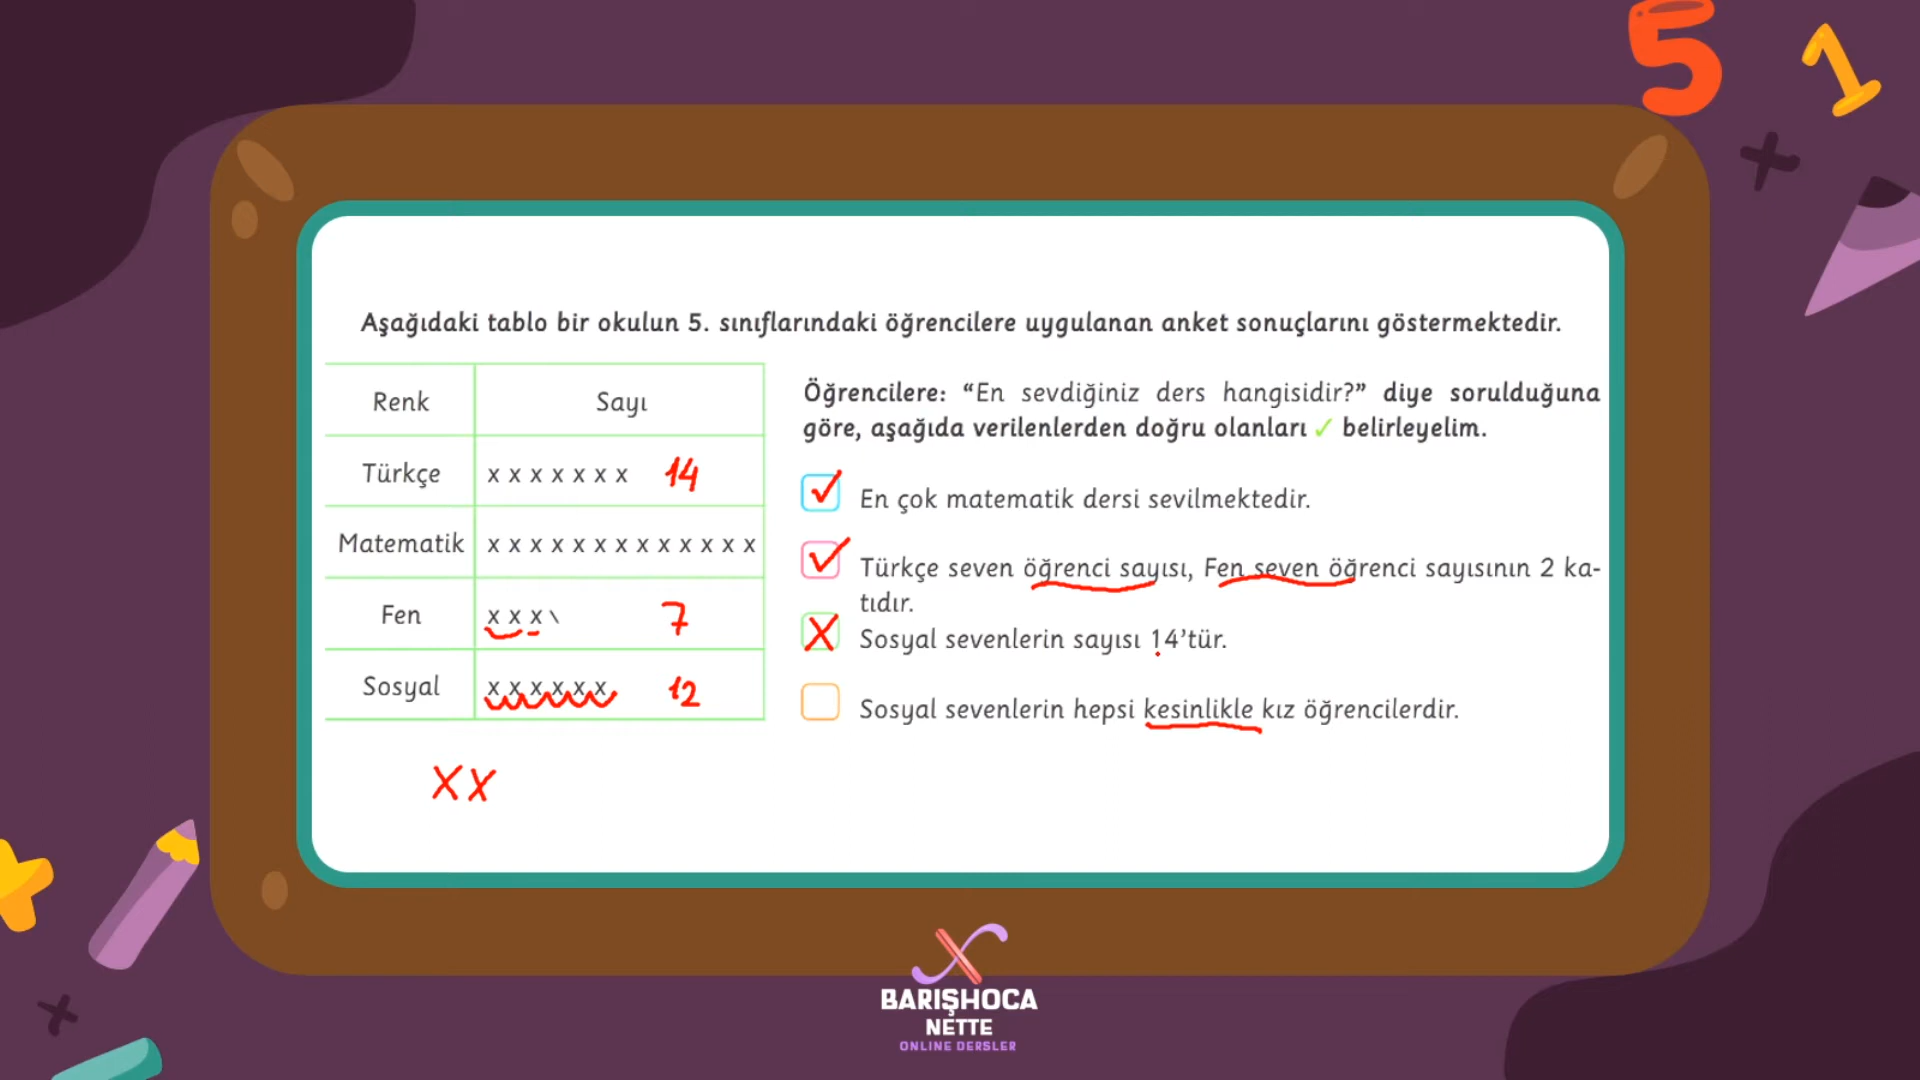 5 1
Aşağıdaki tablo bir okulun 5. sınıflarındaki öğrencilere uygulanan anket sonuçlarını göstermektedir.
Renk Sayı
Türkçe x x x x x x x 14
Matematik x x x x x x x x x x x x x
Fen x x x \ 7
Sosyal x x x x x x 12
XX
Öğrencilere: “En sevdiğiniz ders hangisidir?” diye sorulduğuna
göre, aşağıda verilenlerden doğru olanları ✓ belirleyelim.
✓ En çok matematik dersi sevilmektedir.
✓ Türkçe seven öğrenci sayısı, Fen seven öğrenci sayısının 2 ka-
tıdır.
X Sosyal sevenlerin sayısı 14’tür.
Sosyal sevenlerin hepsi kesinlikle kız öğrencilerdir.
BARIŞHOCA
NETTE
ONLINE DERSLER